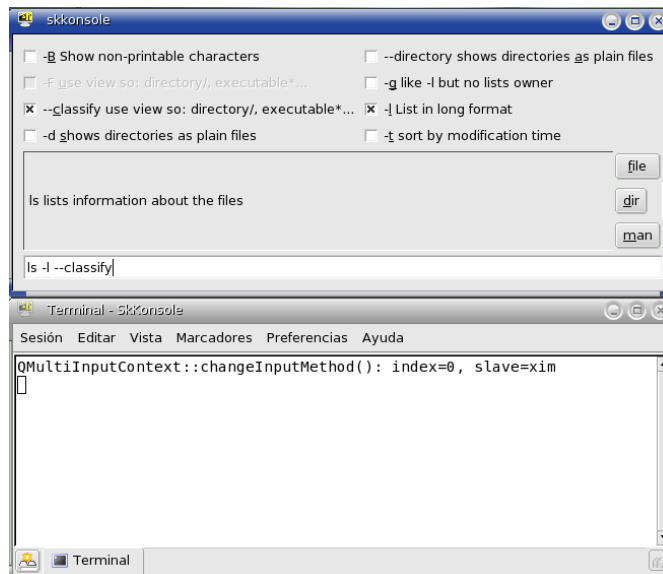 skkonsole
-B Show non-printable characters
--directory shows directories as plain files
-F use view so: directory/, executable*...
-g like -l but no lists owner
--classify use view so: directory/, executable*...
-l List in long format
-d shows directories as plain files
-t sort by modification time
file
ls lists information about the files
dir
man
ls -l --classify
Terminal - SkKonsole
Sesión Editar Vista Marcadores Preferencias Ayuda
QMultiInputContext::changeInputMethod(): index=0, slave=xim
Terminal